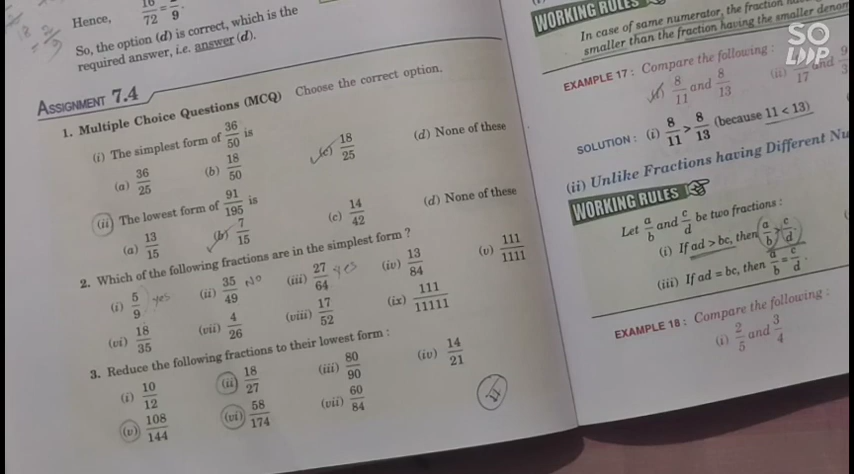 Hence, 16/72 = 2/9.
So, the option (d) is correct, which is the
required answer, i.e. answer (d).
ASSIGNMENT 7.4
1. Multiple Choice Questions (MCQ) Choose the correct option.
(i) The simplest form of 36/50 is
(a) 36/25 (b) 18/50 (c) 18/25 (d) None of these
(ii) The lowest form of 91/195 is
(a) 13/15 (b) 7/15 (c) 14/42 (d) None of these
2. Which of the following fractions are in the simplest form ?
(i) 5/9 yes (ii) 35/49 No (iii) 27/64 yes (iv) 13/84 (v) 111/1111
(vi) 18/35 (vii) 4/26 (viii) 17/52 (ix) 111/11111
3. Reduce the following fractions to their lowest form :
(i) 10/12 (ii) 18/27 (iii) 80/90 (iv) 14/21
(v) 108/144 (vi) 58/174 (vii) 60/84
WORKING RULES
In case of same numerator, the fraction
smaller than the fraction having the smaller
EXAMPLE 17 : Compare the following :
(i) 8/11 and 8/13 (ii) /17 and 9/
SOLUTION : (i) 8/11 > 8/13 (because 11 < 13)
(ii) Unlike Fractions having Different Nu
WORKING RULES
Let a/b and c/d be two fractions :
(i) If ad > bc, then a/b > c/d.
(iii) If ad = bc, then a/b = c/d.
EXAMPLE 18 : Compare the following :
(i) 2/5 and 3/4
SO LOOP